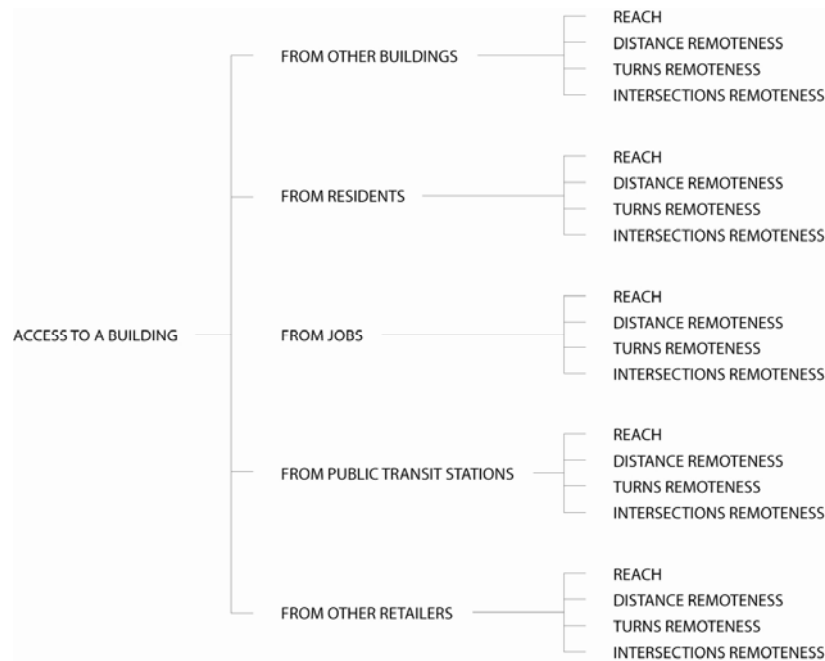 ACCESS TO A BUILDING
FROM OTHER BUILDINGS
REACH
DISTANCE REMOTENESS
TURNS REMOTENESS
INTERSECTIONS REMOTENESS
FROM RESIDENTS
REACH
DISTANCE REMOTENESS
TURNS REMOTENESS
INTERSECTIONS REMOTENESS
FROM JOBS
REACH
DISTANCE REMOTENESS
TURNS REMOTENESS
INTERSECTIONS REMOTENESS
FROM PUBLIC TRANSIT STATIONS
REACH
DISTANCE REMOTENESS
TURNS REMOTENESS
INTERSECTIONS REMOTENESS
FROM OTHER RETAILERS
REACH
DISTANCE REMOTENESS
TURNS REMOTENESS
INTERSECTIONS REMOTENESS